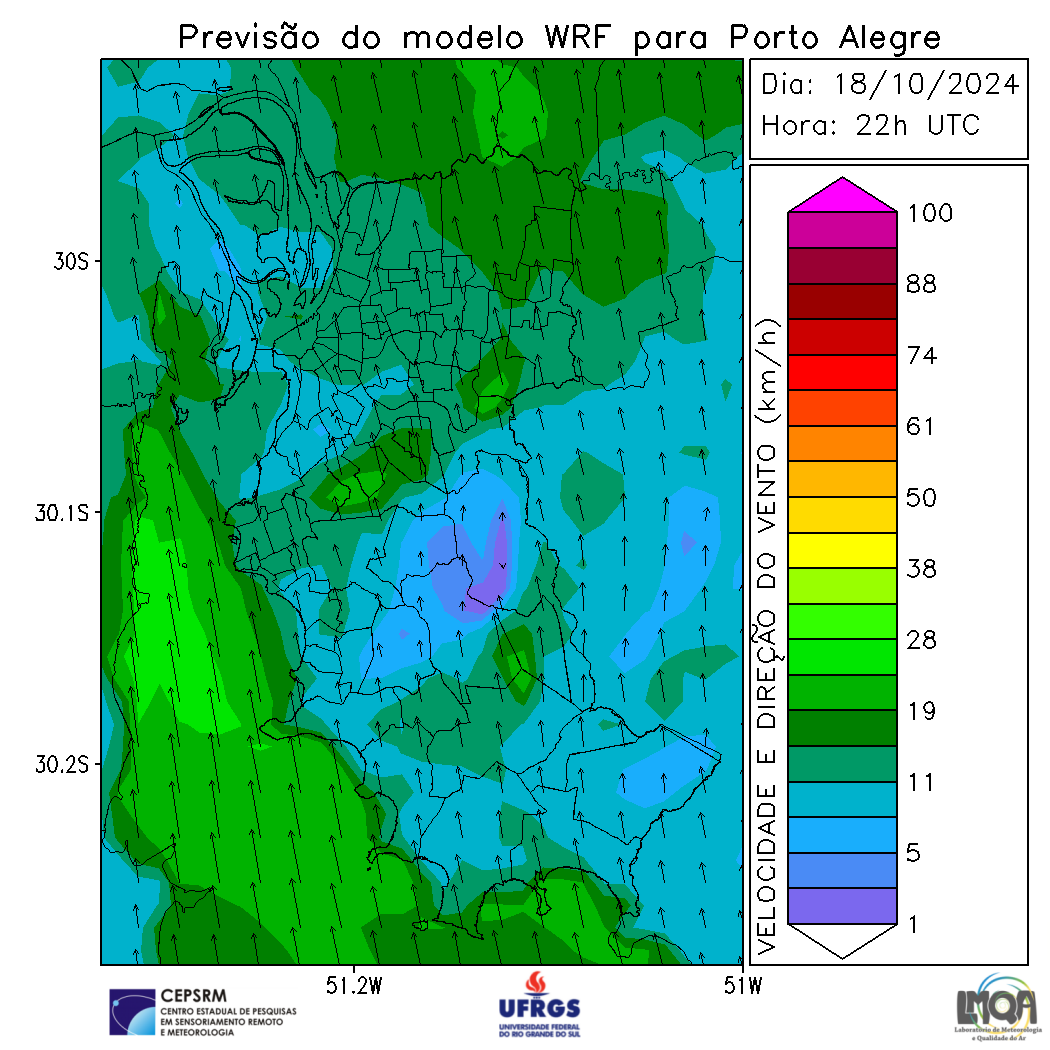 Previsão do modelo WRF para Porto Alegre
Dia: 18/10/2024
Hora: 22h UTC
30S
30.1S
30.2S
51.2W
51W
VELOCIDADE E DIREÇÃO DO VENTO (km/h)
100
88
74
61
50
38
28
19
11
5
1
CEPSRM
CENTRO ESTADUAL DE PESQUISAS
EM SENSORIAMENTO REMOTO
E METEOROLOGIA
UFRGS
UNIVERSIDADE FEDERAL
DO RIO GRANDE DO SUL
LMQA
Laboratório de Meteorologia
e Qualidade do Ar